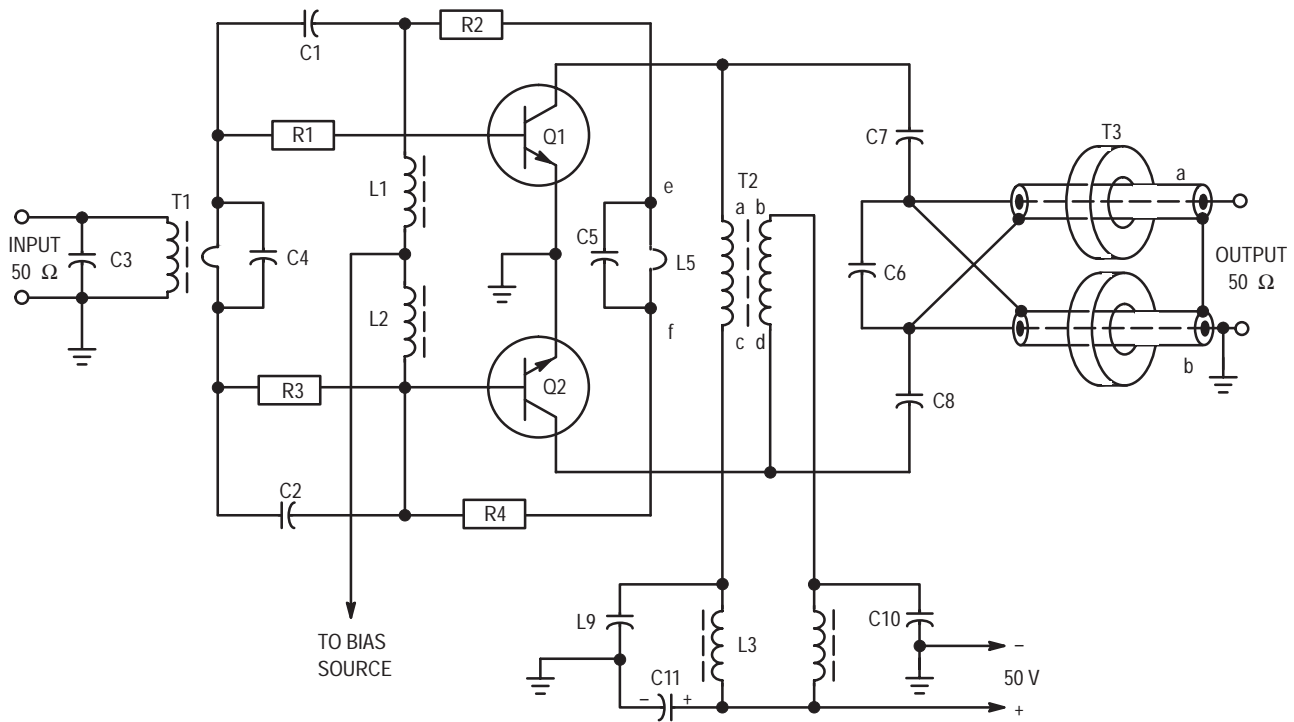 C1
R2
R1
Q1
C7
T3
a
T1
L1
e
T2
a b
INPUT
50 Ω
C3
C4
C5
L5
C6
OUTPUT
50 Ω
L2
f
c d
b
R3
Q2
C8
C2
R4
TO BIAS
SOURCE
L9
L3
C10
–
50 V
C11
– +
+